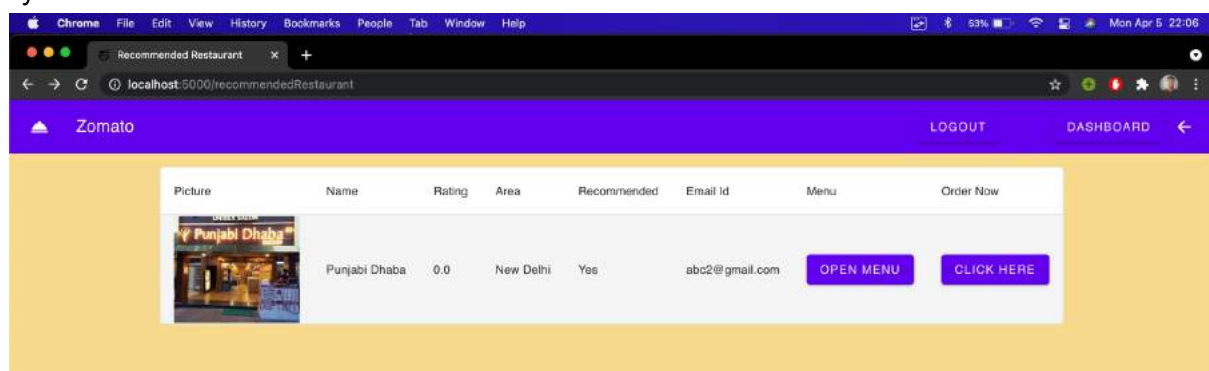 Chrome File Edit View History Bookmarks People Tab Window Help 53% Mon Apr 5 22:06
Recommended Restaurant
localhost:5000/recommendedRestaurant
Zomato LOGOUT DASHBOARD
Picture Name Rating Area Recommended Email Id Menu Order Now
Punjabi Dhaba
Punjabi Dhaba 0.0 New Delhi Yes abc2@gmail.com OPEN MENU CLICK HERE